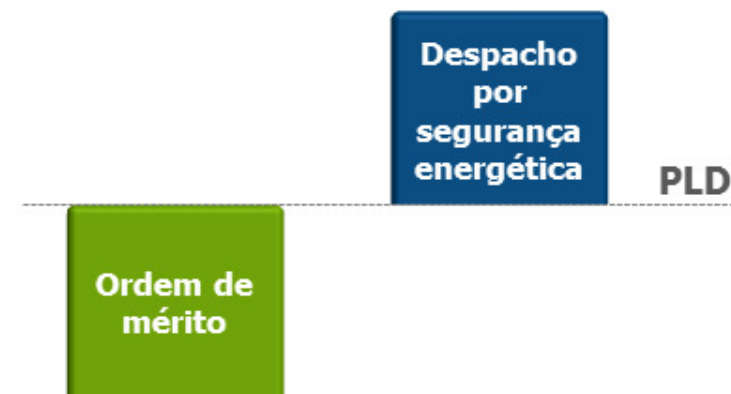 Despacho
por
segurança
energética
PLD
Ordem de
mérito